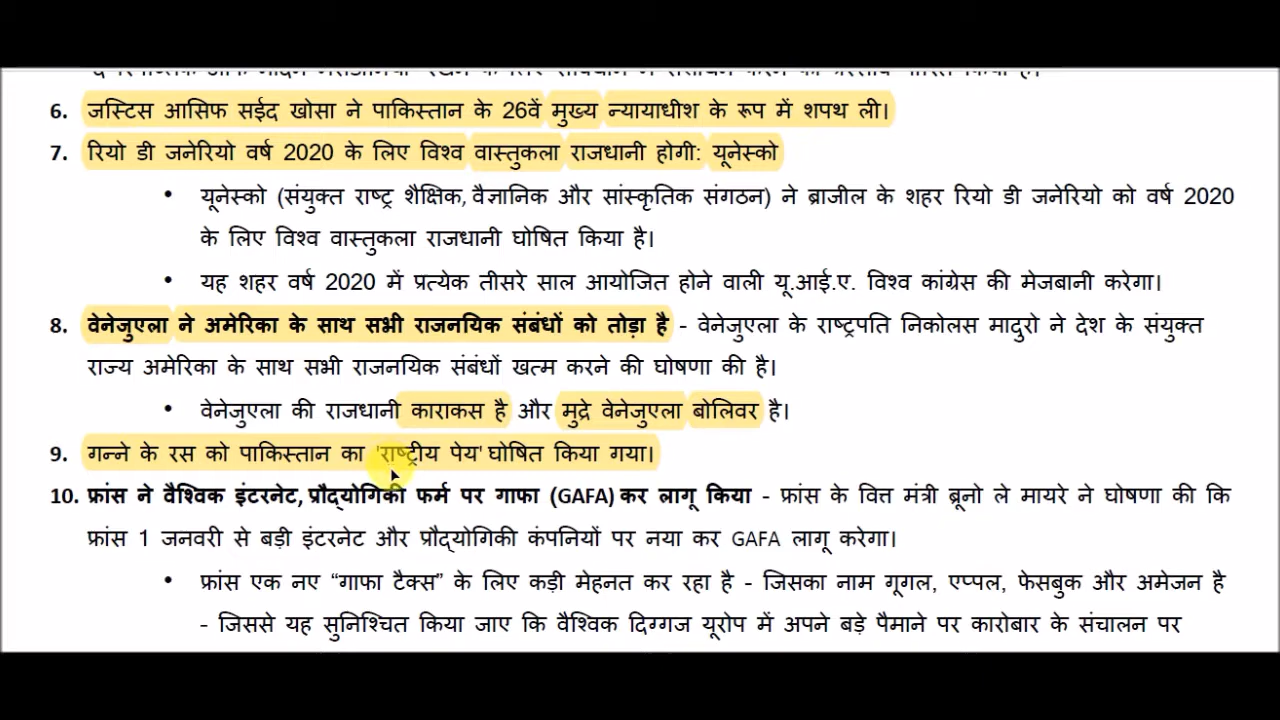 6. जस्टिस आसिफ सईद खोसा ने पाकिस्तान के 26वें मुख्य न्यायाधीश के रूप में शपथ ली।
7. रियो डी जनेरियो वर्ष 2020 के लिए विश्व वास्तुकला राजधानी होगी: यूनेस्को
• यूनेस्को (संयुक्त राष्ट्र शैक्षिक, वैज्ञानिक और सांस्कृतिक संगठन) ने ब्राजील के शहर रियो डी जनेरियो को वर्ष 2020
के लिए विश्व वास्तुकला राजधानी घोषित किया है।
• यह शहर वर्ष 2020 में प्रत्येक तीसरे साल आयोजित होने वाली यू.आई.ए. विश्व कांग्रेस की मेजबानी करेगा।
8. वेनेजुएला ने अमेरिका के साथ सभी राजनयिक संबंधों को तोड़ा है - वेनेजुएला के राष्ट्रपति निकोलस मादुरो ने देश के संयुक्त
राज्य अमेरिका के साथ सभी राजनयिक संबंधों खत्म करने की घोषणा की है।
• वेनेजुएला की राजधानी काराकस है और मुद्रे वेनेजुएला बोलिवर है।
9. गन्ने के रस को पाकिस्तान का 'राष्ट्रीय पेय' घोषित किया गया।
10. फ्रांस ने वैश्विक इंटरनेट, प्रौद्योगिकी फर्म पर गाफा (GAFA) कर लागू किया - फ्रांस के वित्त मंत्री ब्रूनो ले मायरे ने घोषणा की कि
फ्रांस 1 जनवरी से बड़ी इंटरनेट और प्रौद्योगिकी कंपनियों पर नया कर GAFA लागू करेगा।
• फ्रांस एक नए “गाफा टैक्स” के लिए कड़ी मेहनत कर रहा है - जिसका नाम गूगल, एप्पल, फेसबुक और अमेजन है
- जिससे यह सुनिश्चित किया जाए कि वैश्विक दिग्गज यूरोप में अपने बड़े पैमाने पर कारोबार के संचालन पर